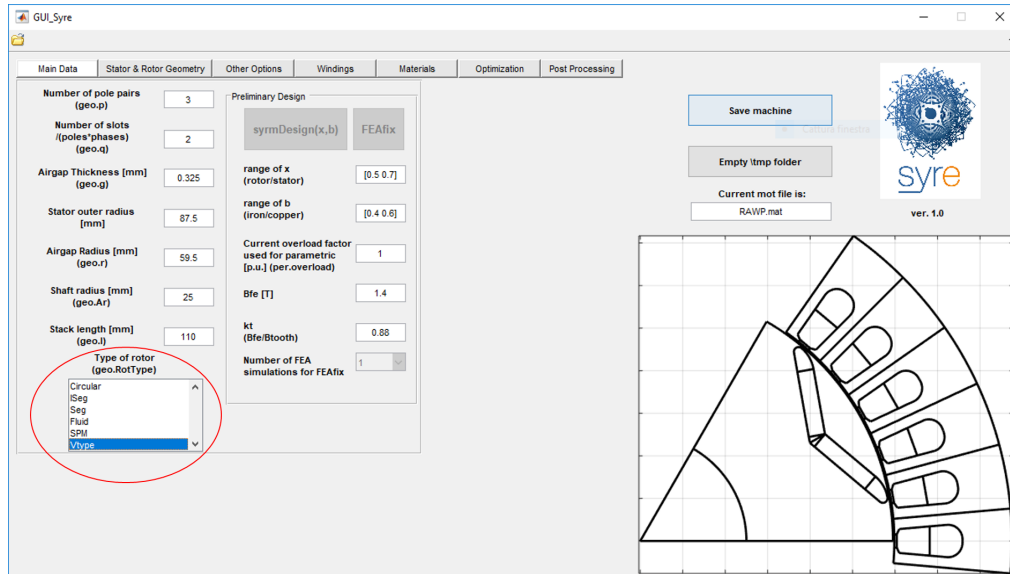 GUI_Syre
Main Data
Stator & Rotor Geometry
Other Options
Windings
Materials
Optimization
Post Processing
Number of pole pairs
(geo.p)
3
Number of slots
/(poles*phases)
(geo.q)
2
Airgap Thickness [mm]
(geo.g)
0.325
Stator outer radius
[mm]
87.5
Airgap Radius [mm]
(geo.r)
59.5
Shaft radius [mm]
(geo.Ar)
25
Stack length [mm]
(geo.l)
110
Type of rotor
(geo.RotType)
Circular
ISeg
Seg
Fluid
SPM
Vtype
Preliminary Design
syrmDesign(x,b)
FEAfix
range of x
(rotor/stator)
[0.5 0.7]
range of b
(iron/copper)
[0.4 0.6]
Current overload factor
used for parametric
[p.u.] (per.overload)
1
Bfe [T]
1.4
kt
(Bfe/Btooth)
0.88
Number of FEA
simulations for FEAfix
1
Save machine
Cattura finestra
Empty \tmp folder
Current mot file is:
RAWP.mat
syre
ver. 1.0